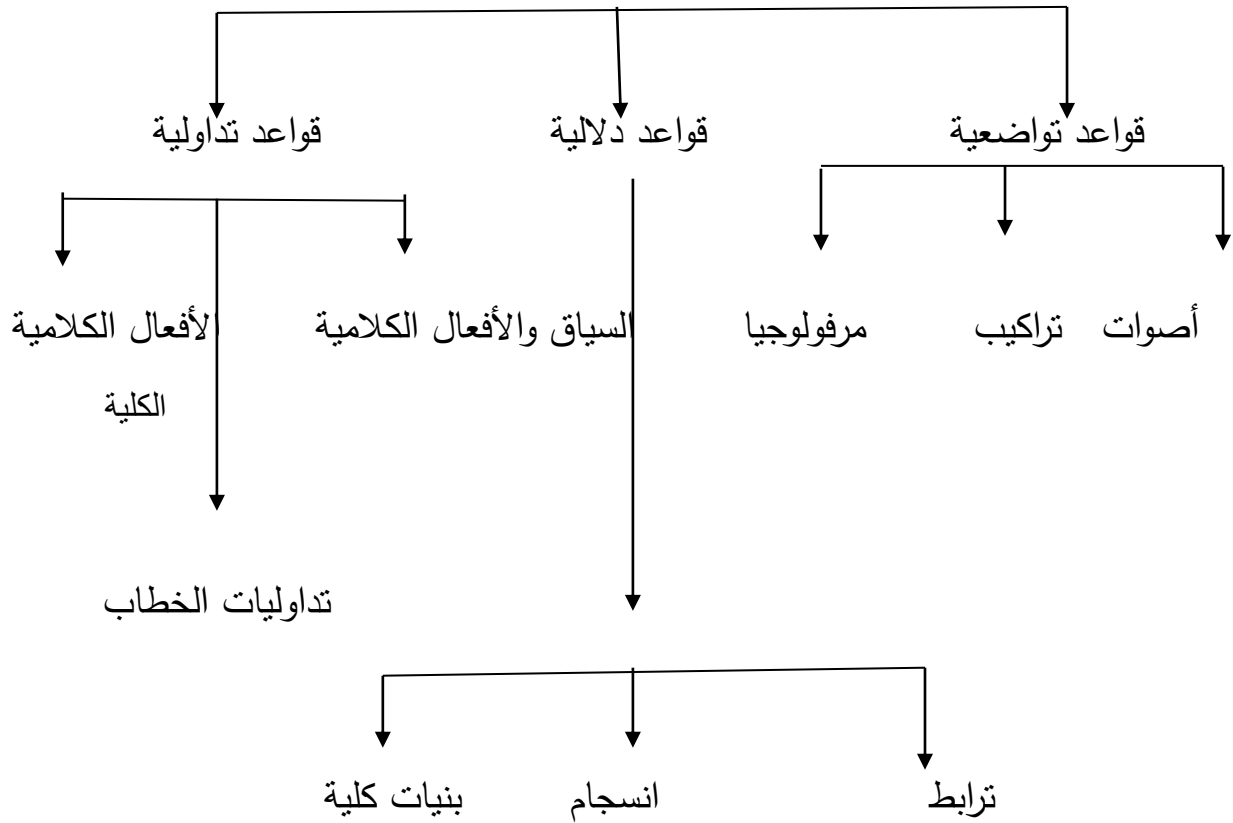 قواعد تواضعية قواعد دلالية قواعد تداولية
أصوات تراكيب مرفولوجيا السياق والأفعال الكلامية الأفعال الكلامية
الكلية
تداوليات الخطاب
ترابط انسجام بنيات كلية